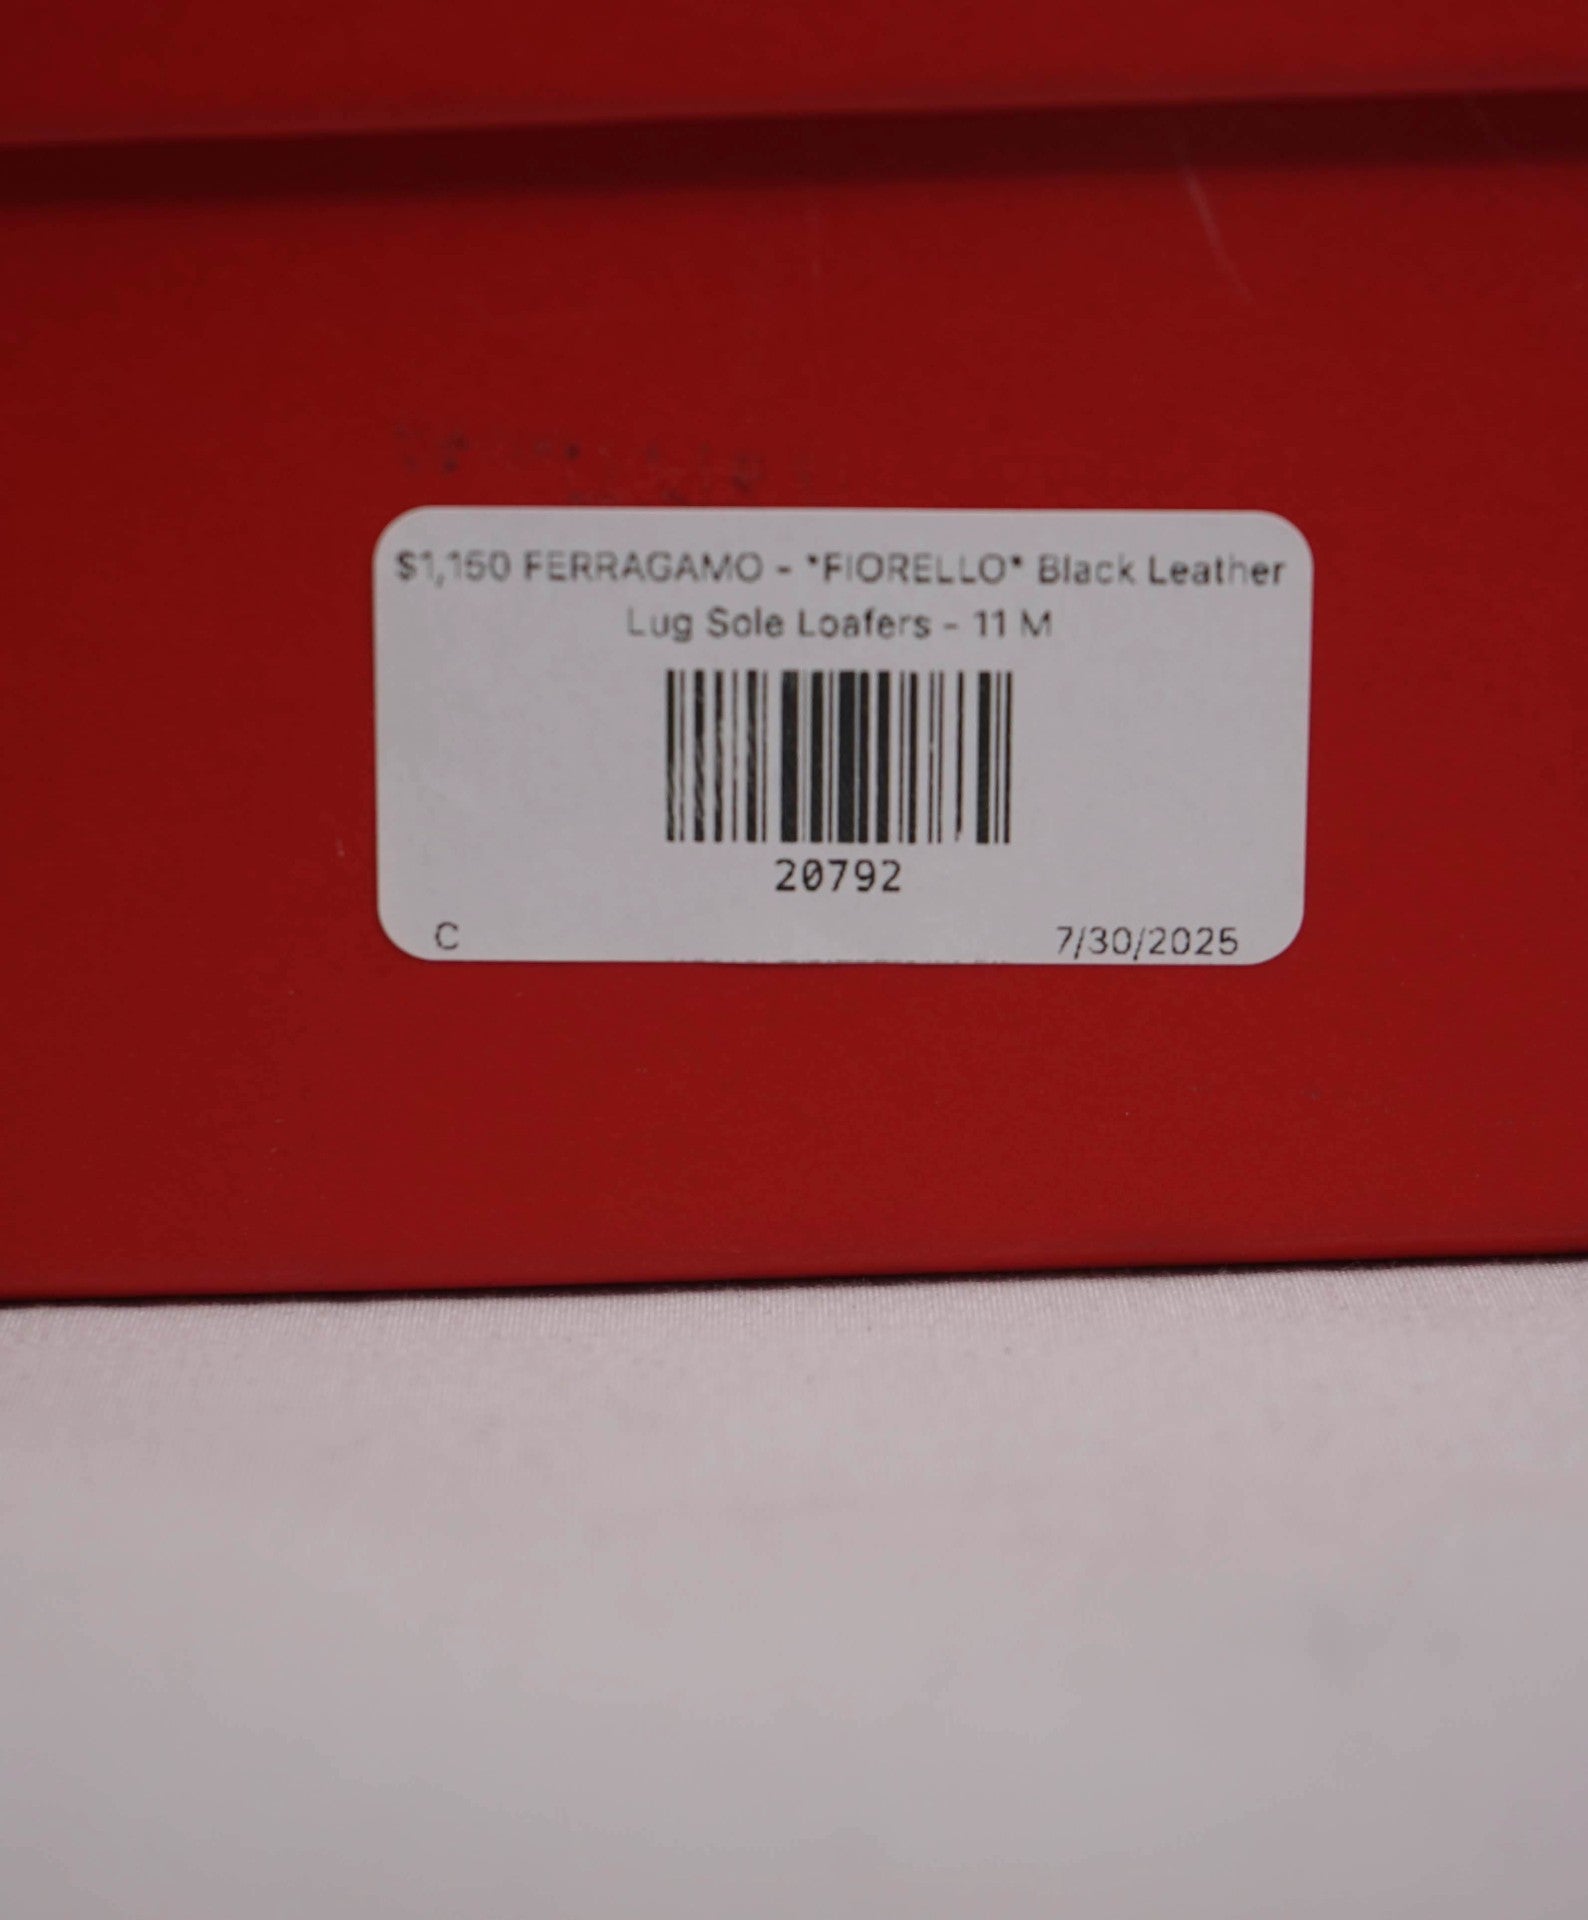 $1,150 FERRAGAMO - *FIORELLO* Black Leather
Lug Sole Loafers - 11 M
20792
C 7/30/2025